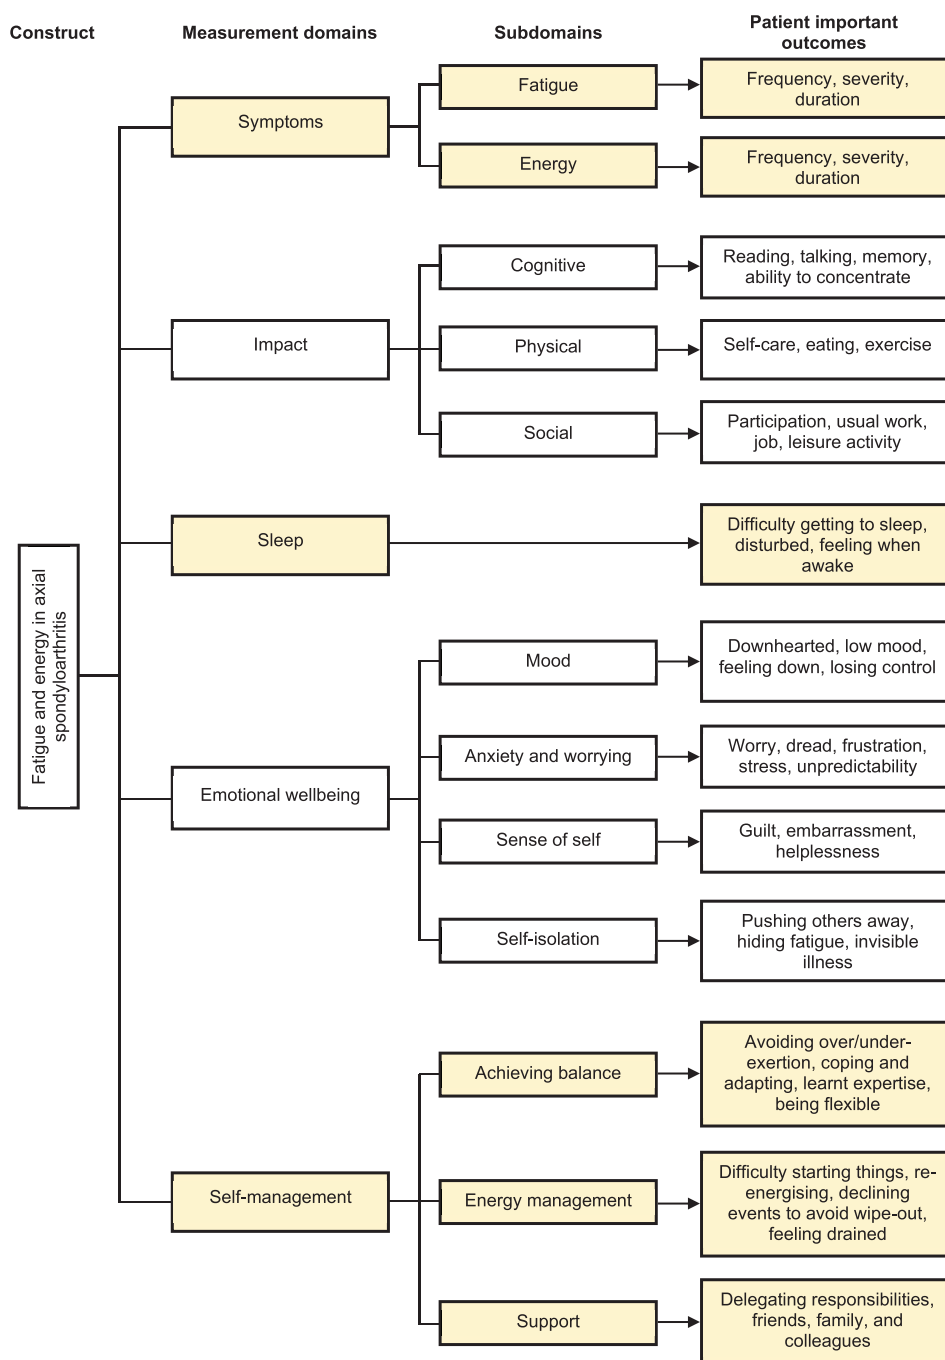 Construct
Measurement domains
Subdomains
Patient important
outcomes
Fatigue and energy in axial
spondyloarthritis
Symptoms
Fatigue
Frequency, severity,
duration
Energy
Frequency, severity,
duration
Impact
Cognitive
Reading, talking, memory,
ability to concentrate
Physical
Self-care, eating, exercise
Social
Participation, usual work,
job, leisure activity
Sleep
Difficulty getting to sleep,
disturbed, feeling when
awake
Emotional wellbeing
Mood
Downhearted, low mood,
feeling down, losing control
Anxiety and worrying
Worry, dread, frustration,
stress, unpredictability
Sense of self
Guilt, embarrassment,
helplessness
Self-isolation
Pushing others away,
hiding fatigue, invisible
illness
Self-management
Achieving balance
Avoiding over/under-
exertion, coping and
adapting, learnt expertise,
being flexible
Energy management
Difficulty starting things, re-
energising, declining
events to avoid wipe-out,
feeling drained
Support
Delegating responsibilities,
friends, family, and
colleagues